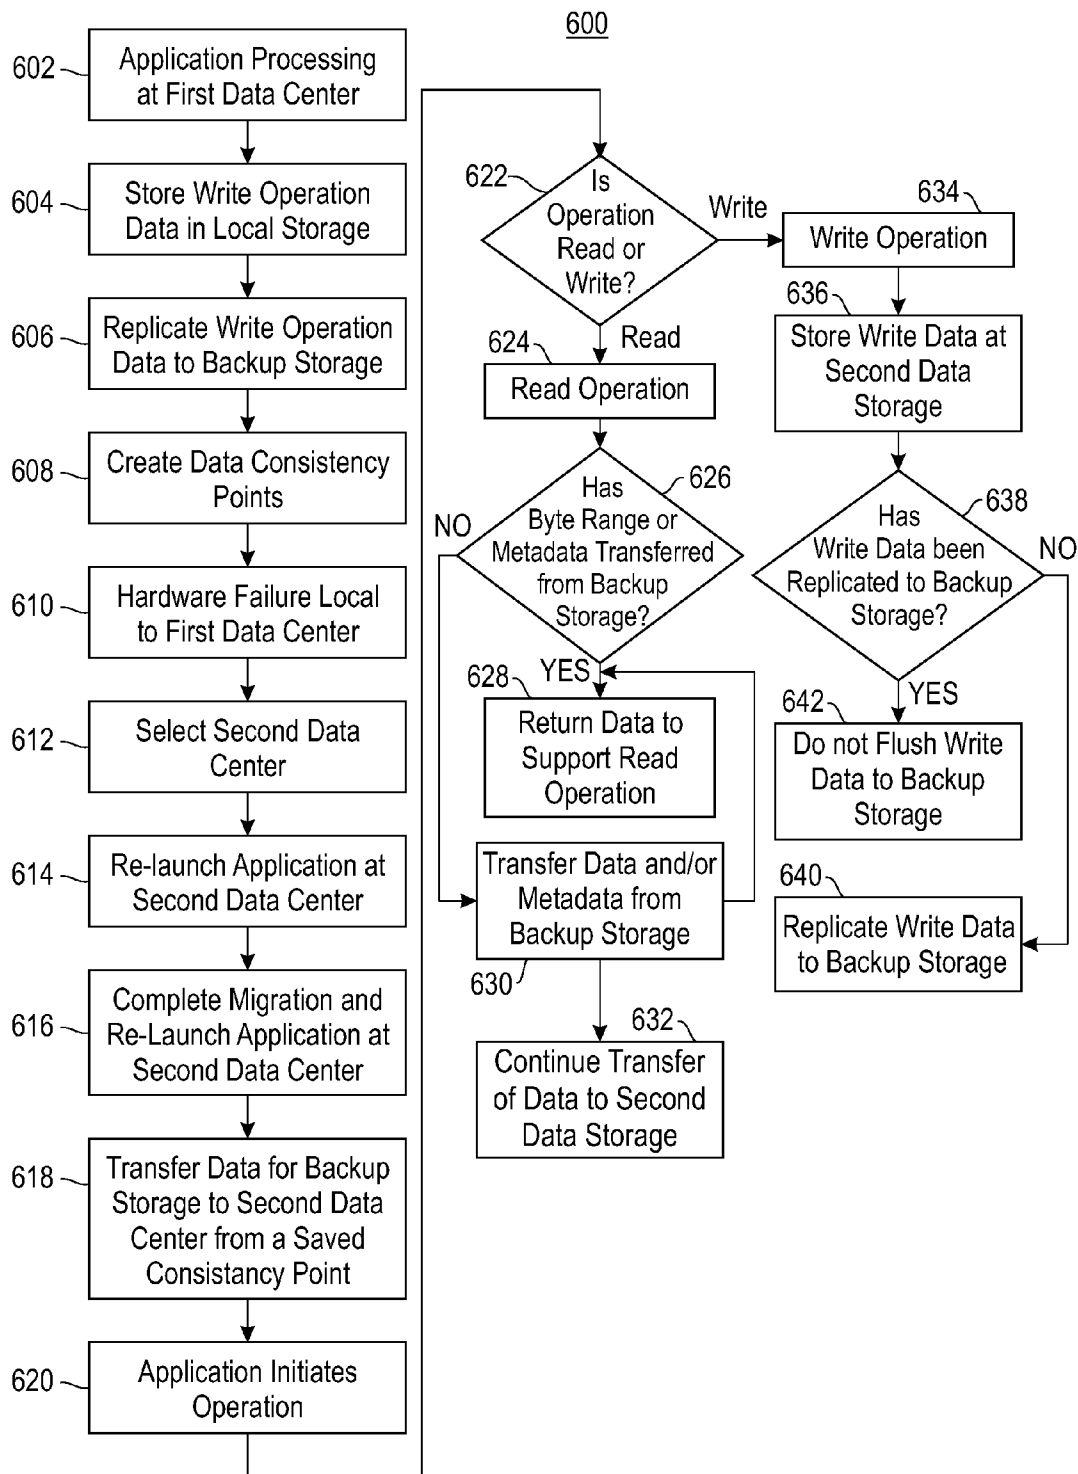 600
602
Application Processing
at First Data Center
604
Store Write Operation
Data in Local Storage
606
Replicate Write Operation
Data to Backup Storage
608
Create Data Consistency
Points
610
Hardware Failure Local
to First Data Center
612
Select Second Data
Center
614
Re-launch Application at
Second Data Center
616
Complete Migration and
Re-Launch Application at
Second Data Center
618
Transfer Data for Backup
Storage to Second Data
Center from a Saved
Consistancy Point
620
Application Initiates
Operation
622
Is
Operation
Read or
Write?
Write
Read
624
Read Operation
626
Has
Byte Range or
Metadata Transferred
from Backup
Storage?
NO
YES
628
Return Data to
Support Read
Operation
Transfer Data and/or
Metadata from
Backup Storage
630
632
Continue Transfer
of Data to Second
Data Storage
634
Write Operation
636
Store Write Data at
Second Data
Storage
638
Has
Write Data been
Replicated to Backup
Storage?
NO
YES
642
Do not Flush Write
Data to Backup
Storage
640
Replicate Write Data
to Backup Storage